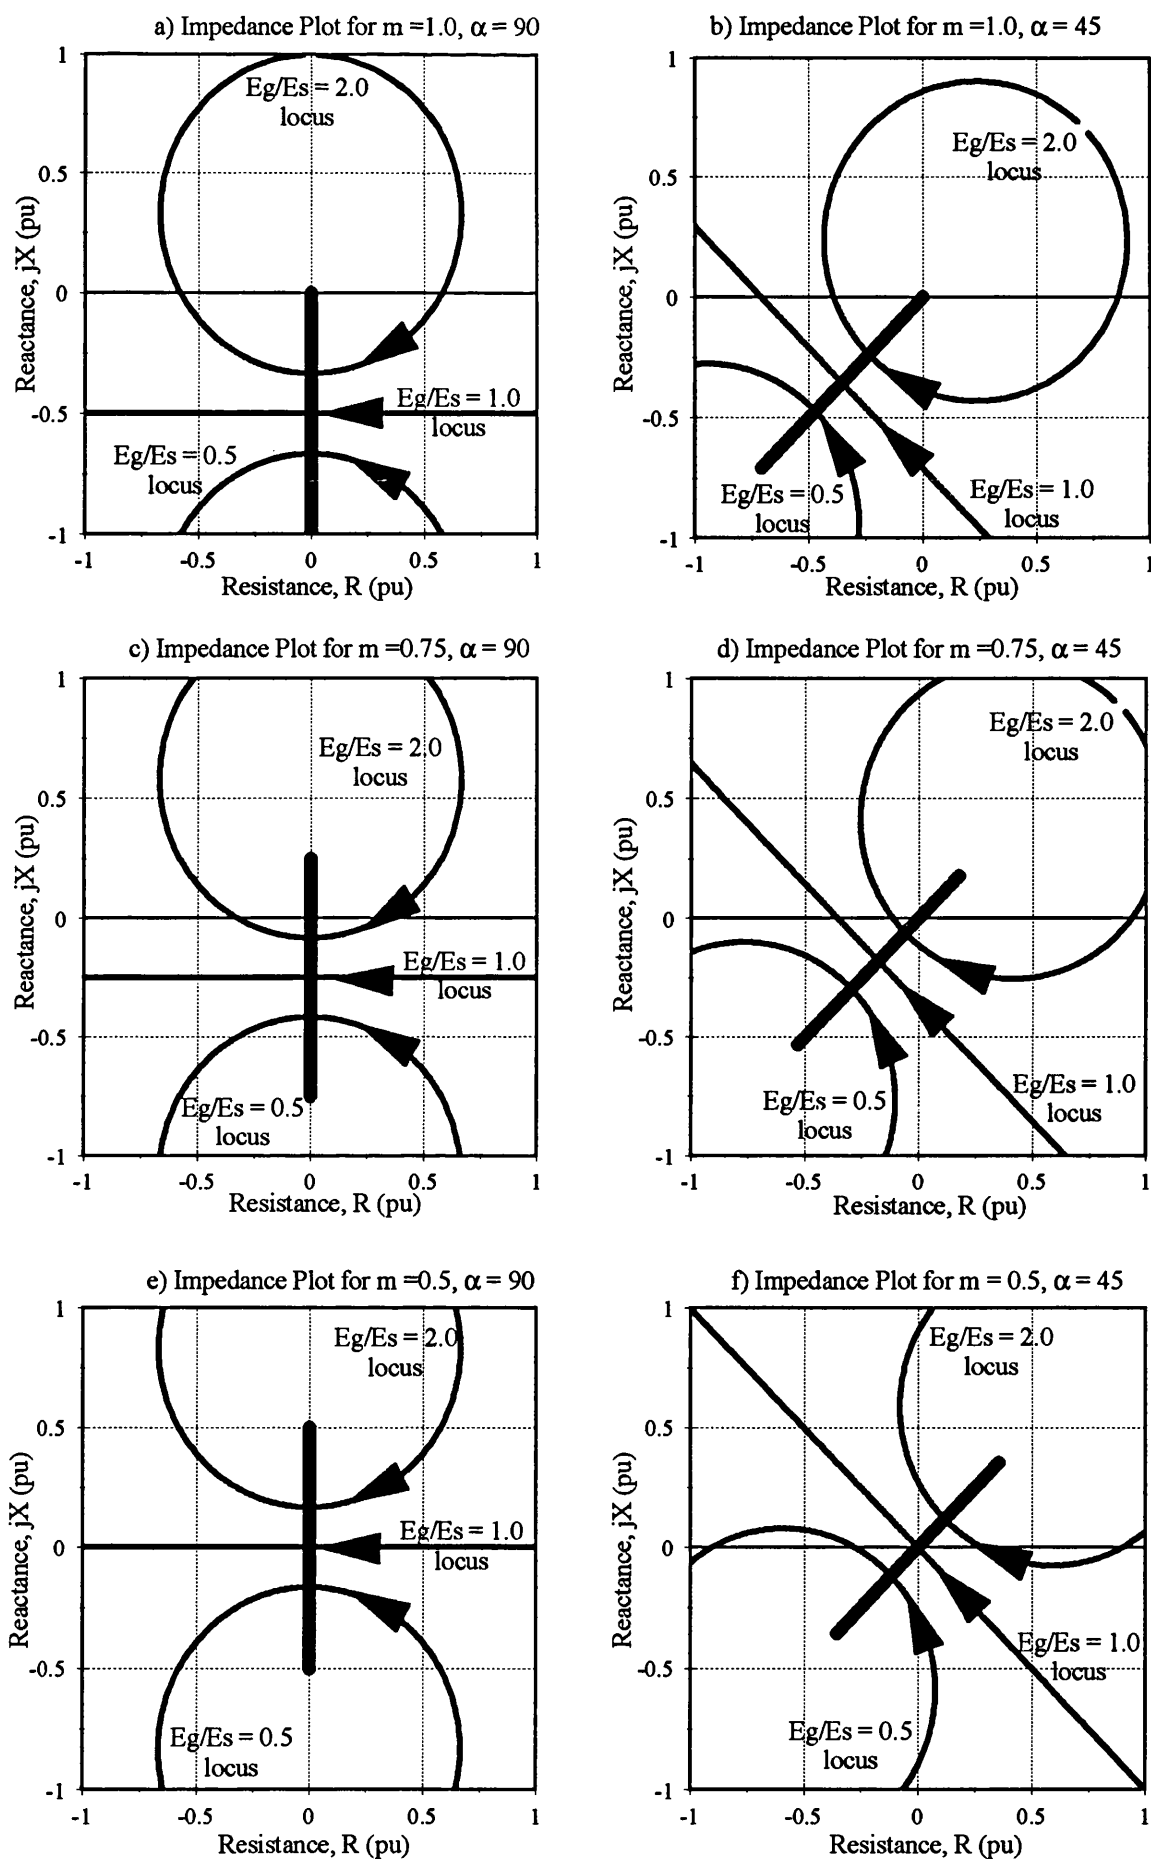 a) Impedance Plot for m =1.0, α = 90
1
Eg/Es = 2.0
locus
0.5
Reactance, jX (pu)
0
Eg/Es = 1.0
locus
-0.5
Eg/Es = 0.5
locus
-1
-1 -0.5 0 0.5 1
Resistance, R (pu)
b) Impedance Plot for m =1.0, α = 45
1
Eg/Es = 2.0
locus
0.5
Reactance, jX (pu)
0
-0.5
Eg/Es = 0.5
locus
Eg/Es = 1.0
locus
-1
-1 -0.5 0 0.5 1
Resistance, R (pu)
c) Impedance Plot for m =0.75, α = 90
1
Eg/Es = 2.0
locus
0.5
Reactance, jX (pu)
0
Eg/Es = 1.0
locus
-0.5
Eg/Es = 0.5
locus
-1
-1 -0.5 0 0.5 1
Resistance, R (pu)
d) Impedance Plot for m =0.75, α = 45
1
Eg/Es = 2.0
locus
0.5
Reactance, jX (pu)
0
-0.5
Eg/Es = 1.0
locus
Eg/Es = 0.5
locus
-1
-1 -0.5 0 0.5 1
Resistance, R (pu)
e) Impedance Plot for m =0.5, α = 90
1
Eg/Es = 2.0
locus
0.5
Reactance, jX (pu)
Eg/Es = 1.0
locus
0
-0.5
Eg/Es = 0.5
locus
-1
-1 -0.5 0 0.5 1
Resistance, R (pu)
f) Impedance Plot for m = 0.5, α = 45
1
Eg/Es = 2.0
locus
0.5
Reactance, jX (pu)
0
Eg/Es = 1.0
locus
-0.5
Eg/Es = 0.5
locus
-1
-1 -0.5 0 0.5 1
Resistance, R (pu)